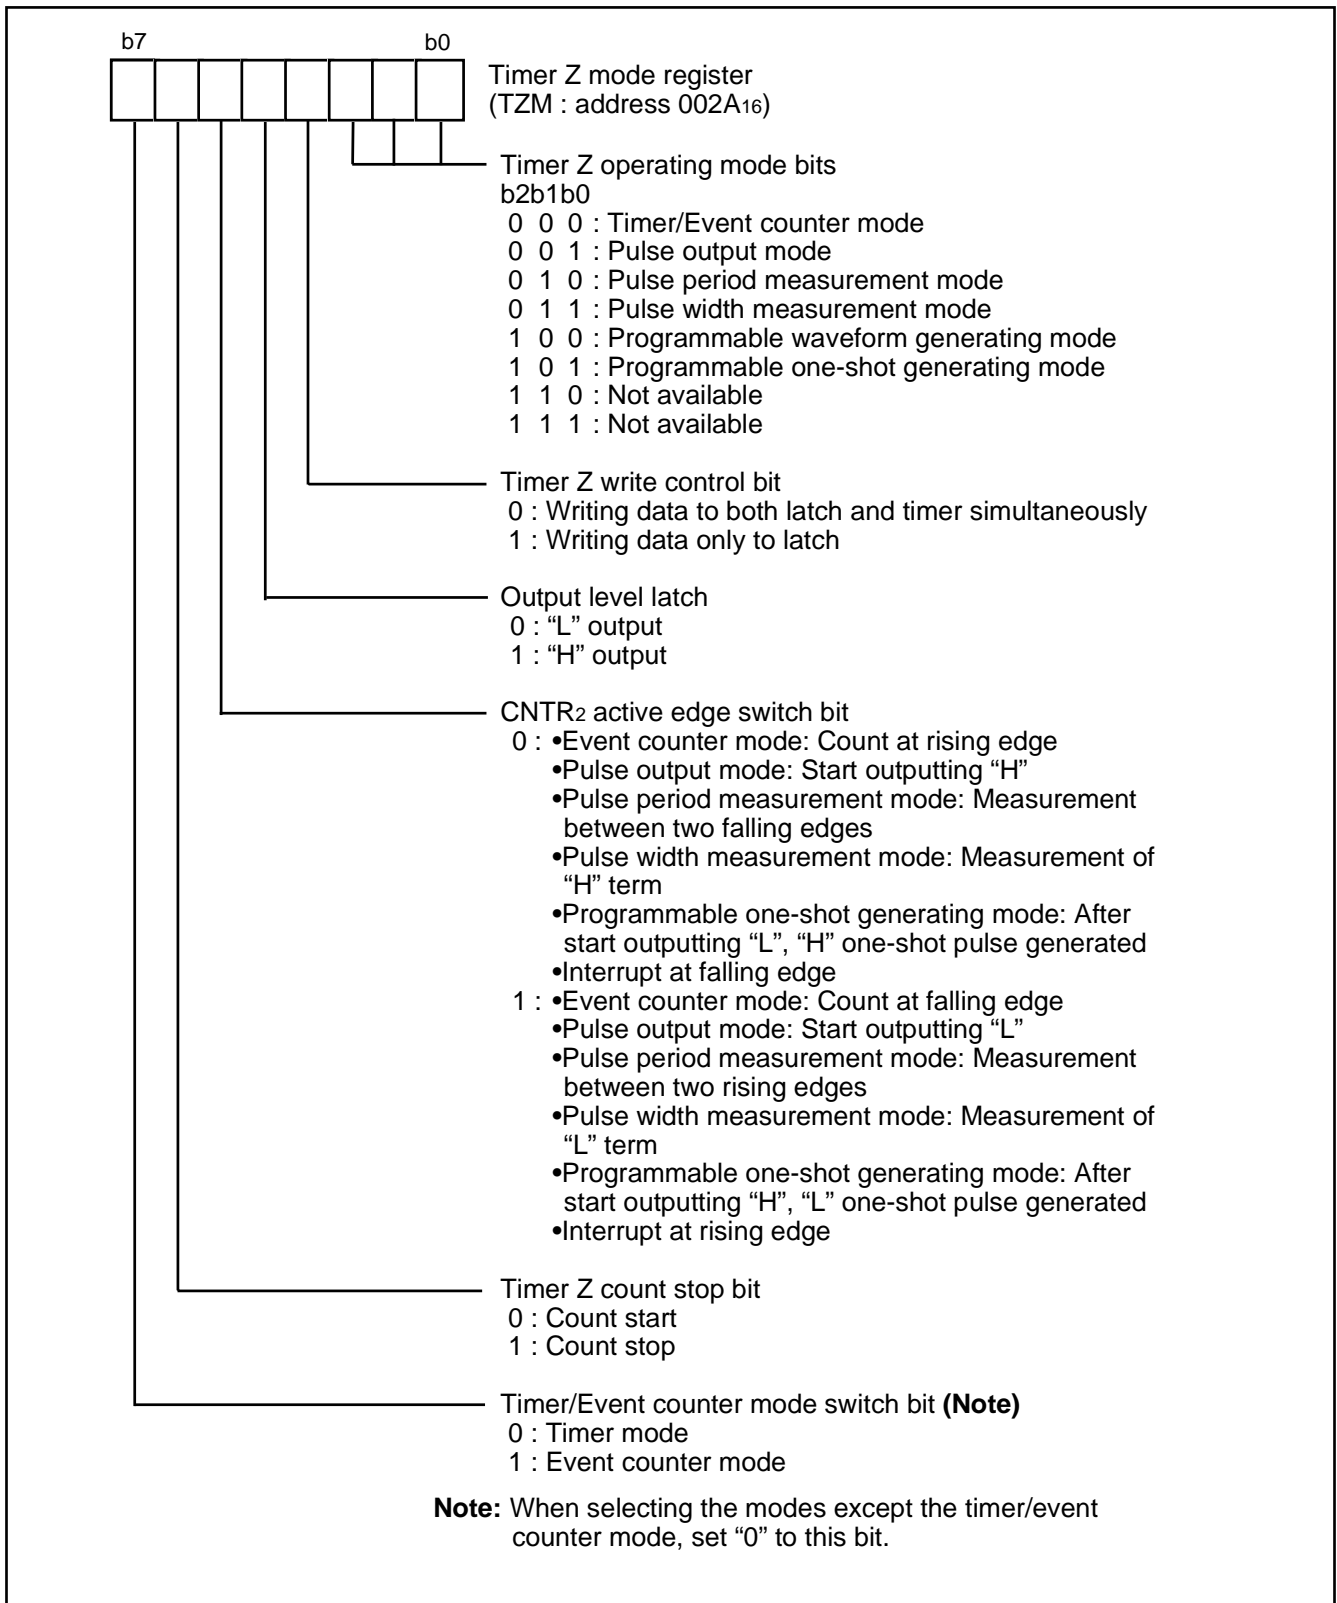 b7 b0
Timer Z mode register
(TZM : address 002A16)
Timer Z operating mode bits
b2b1b0
0 0 0 : Timer/Event counter mode
0 0 1 : Pulse output mode
0 1 0 : Pulse period measurement mode
0 1 1 : Pulse width measurement mode
1 0 0 : Programmable waveform generating mode
1 0 1 : Programmable one-shot generating mode
1 1 0 : Not available
1 1 1 : Not available
Timer Z write control bit
0 : Writing data to both latch and timer simultaneously
1 : Writing data only to latch
Output level latch
0 : “L” output
1 : “H” output
CNTR2 active edge switch bit
0 : •Event counter mode: Count at rising edge
•Pulse output mode: Start outputting “H”
•Pulse period measurement mode: Measurement
between two falling edges
•Pulse width measurement mode: Measurement of
“H” term
•Programmable one-shot generating mode: After
start outputting “L”, “H” one-shot pulse generated
•Interrupt at falling edge
1 : •Event counter mode: Count at falling edge
•Pulse output mode: Start outputting “L”
•Pulse period measurement mode: Measurement
between two rising edges
•Pulse width measurement mode: Measurement of
“L” term
•Programmable one-shot generating mode: After
start outputting “H”, “L” one-shot pulse generated
•Interrupt at rising edge
Timer Z count stop bit
0 : Count start
1 : Count stop
Timer/Event counter mode switch bit (Note)
0 : Timer mode
1 : Event counter mode
Note: When selecting the modes except the timer/event
counter mode, set “0” to this bit.